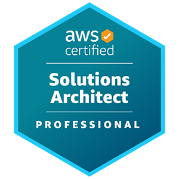 aws
certified
Solutions
Architect
PROFESSIONAL